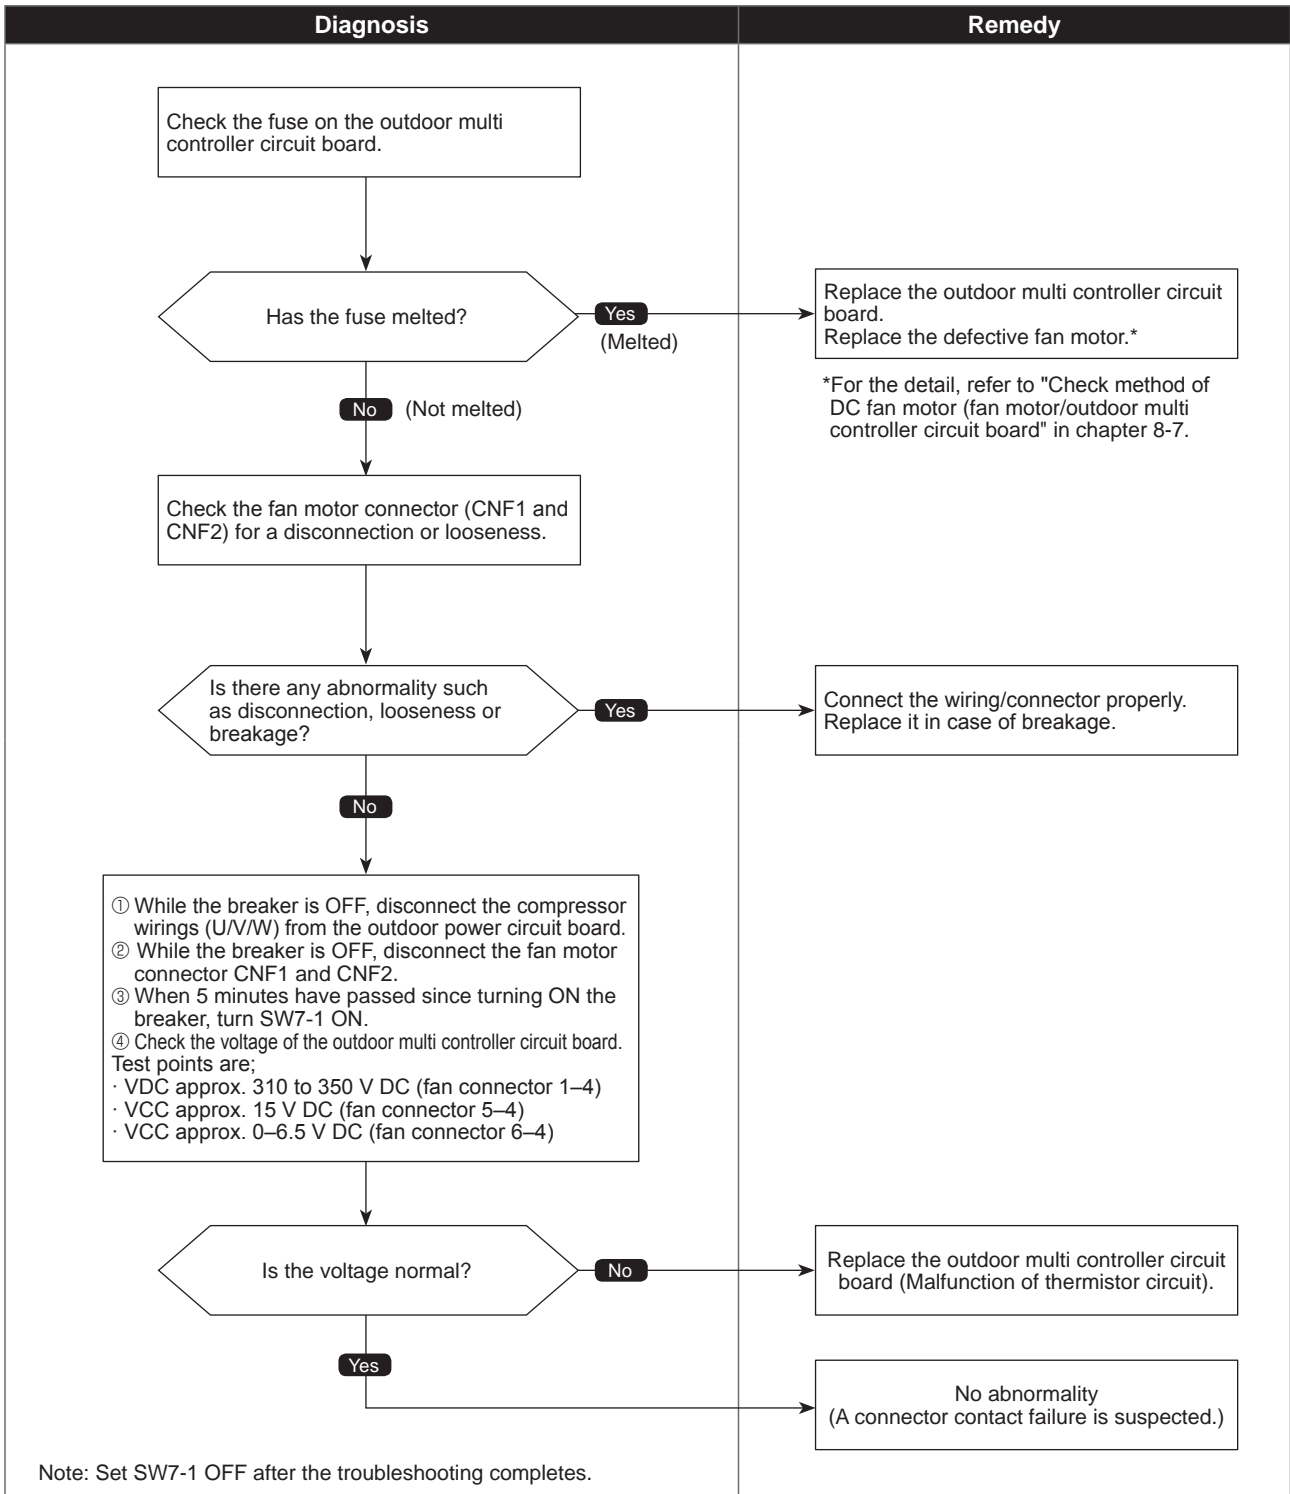 Diagnosis
Remedy
Check the fuse on the outdoor multi
controller circuit board.
Has the fuse melted?
Yes
(Melted)
Replace the outdoor multi controller circuit
board.
Replace the defective fan motor.*
*For the detail, refer to "Check method of
DC fan motor (fan motor/outdoor multi
controller circuit board" in chapter 8-7.
No (Not melted)
Check the fan motor connector (CNF1 and
CNF2) for a disconnection or looseness.
Is there any abnormality such
as disconnection, looseness or
breakage?
Yes
Connect the wiring/connector properly.
Replace it in case of breakage.
No
① While the breaker is OFF, disconnect the compressor
wirings (U/V/W) from the outdoor power circuit board.
② While the breaker is OFF, disconnect the fan motor
connector CNF1 and CNF2.
③ When 5 minutes have passed since turning ON the
breaker, turn SW7-1 ON.
④ Check the voltage of the outdoor multi controller circuit board.
Test points are;
· VDC approx. 310 to 350 V DC (fan connector 1–4)
· VCC approx. 15 V DC (fan connector 5–4)
· VCC approx. 0–6.5 V DC (fan connector 6–4)
Is the voltage normal?
No
Replace the outdoor multi controller circuit
board (Malfunction of thermistor circuit).
Yes
No abnormality
(A connector contact failure is suspected.)
Note: Set SW7-1 OFF after the troubleshooting completes.